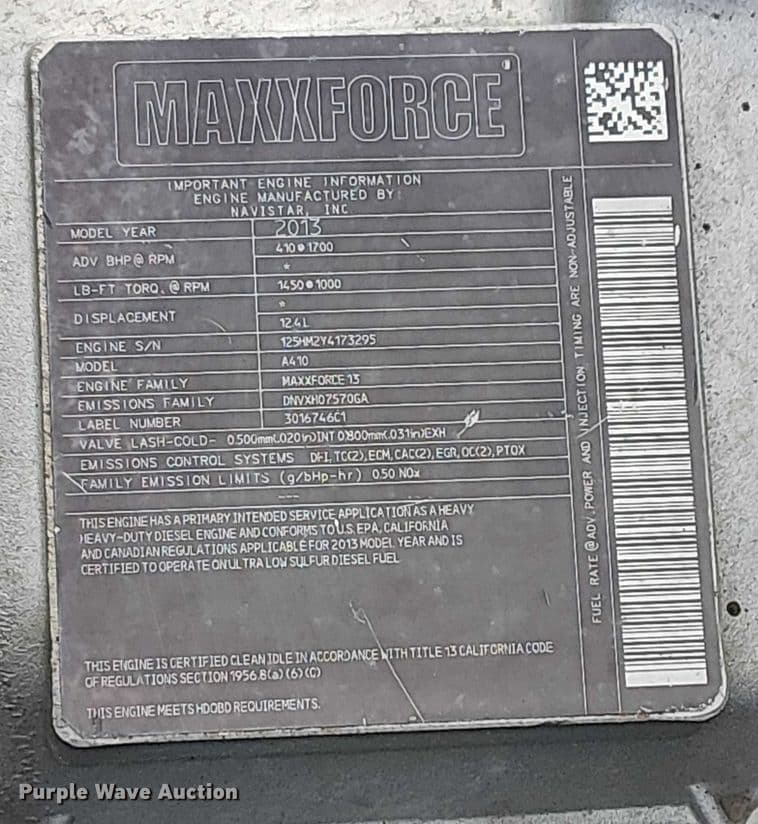 MAXXFORCE
IMPORTANT ENGINE INFORMATION
ENGINE MANUFACTURED BY:
NAVISTAR, INC.
MODEL YEAR 2013
ADV BHP@ RPM 410@1700
*
LB-FT TORQ.@ RPM 1450@1000
*
DISPLACEMENT 12.4L
ENGINE S/N 125HM2Y4173295
MODEL A410
ENGINE FAMILY MAXXFORCE 13
EMISSIONS FAMILY DNVXH07570GA
LABEL NUMBER 3016746C1
VALVE LASH-COLD- 0.500mm(.020in)INT 0.800mm(.031in)EXH
EMISSIONS CONTROL SYSTEMS DFI,TC(2),ECM,CAC(2),EGR,OC(2),PTOX
FAMILY EMISSION LIMITS (g/bHp-hr) 0.50 NOx
---
THIS ENGINE HAS A PRIMARY INTENDED SERVICE APPLICATION AS A HEAVY
HEAVY-DUTY DIESEL ENGINE AND CONFORMS TO U.S. EPA, CALIFORNIA
AND CANADIAN REGULATIONS APPLICABLE FOR 2013 MODEL YEAR AND IS
CERTIFIED TO OPERATE ON ULTRA LOW SULFUR DIESEL FUEL
THIS ENGINE IS CERTIFIED CLEAN IDLE IN ACCORDANCE WITH TITLE 13 CALIFORNIA CODE
OF REGULATIONS SECTION 1956.8(a)(6)(C)
THIS ENGINE MEETS HDOBD REQUIREMENTS.
FUEL RATE @ADV.POWER AND INJECTION TIMING ARE NON-ADJUSTABLE
Purple Wave Auction